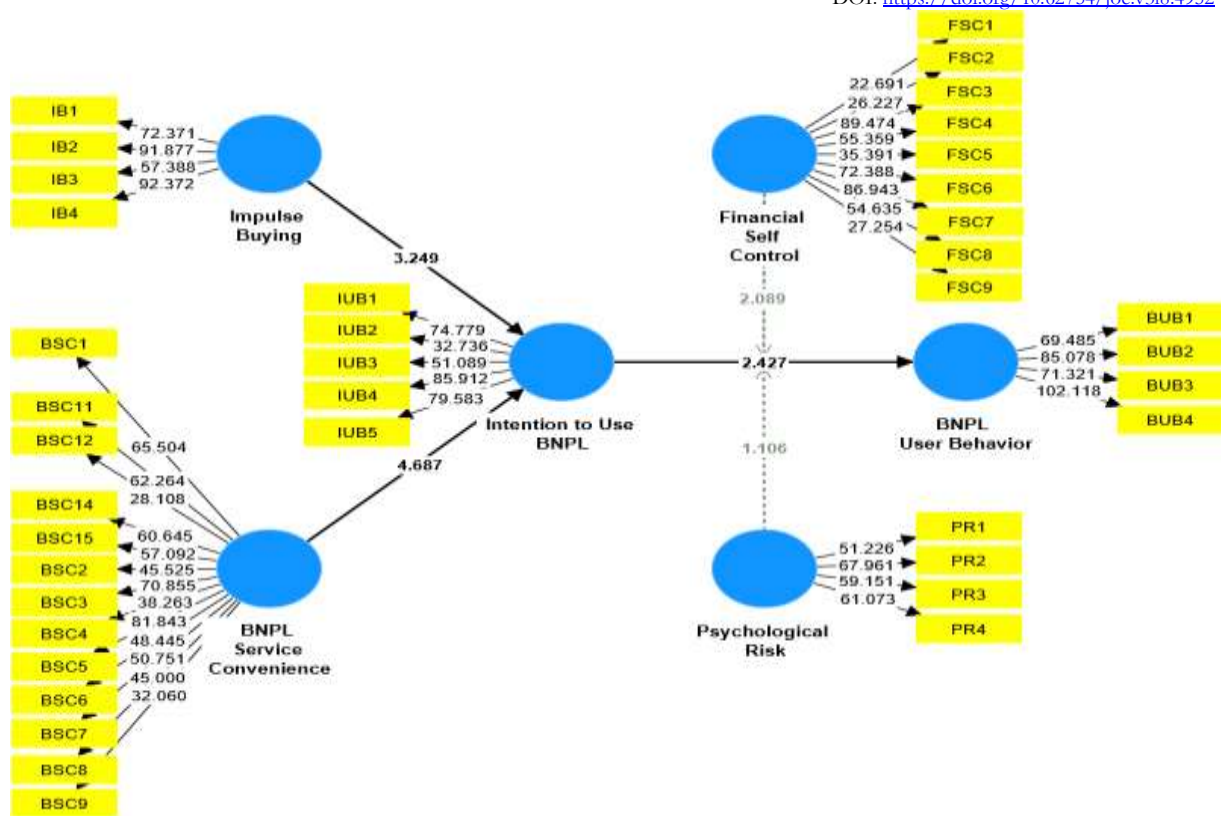 IB1
IB2
IB3
IB4
72.371
91.877
57.388
92.372
Impulse
Buying
3.249
BSC1
BSC11
BSC12
BSC14
BSC15
BSC2
BSC3
BSC4
BSC5
BSC6
BSC7
BSC8
BSC9
65.504
62.264
28.108
60.645
57.092
45.525
70.855
38.263
81.843
48.445
50.751
45.000
32.060
BNPL
Service
Convenience
4.687
IUB1
IUB2
IUB3
IUB4
IUB5
74.779
32.736
51.089
85.912
79.583
Intention to Use
BNPL
2.427
FSC1
FSC2
FSC3
FSC4
FSC5
FSC6
FSC7
FSC8
FSC9
22.691
26.227
89.474
55.359
35.391
72.388
86.943
54.635
27.254
Financial
Self
Control
2.089
BUB1
BUB2
BUB3
BUB4
69.485
85.078
71.321
102.118
BNPL
User Behavior
1.106
PR1
PR2
PR3
PR4
51.226
67.961
59.151
61.073
Psychological
Risk